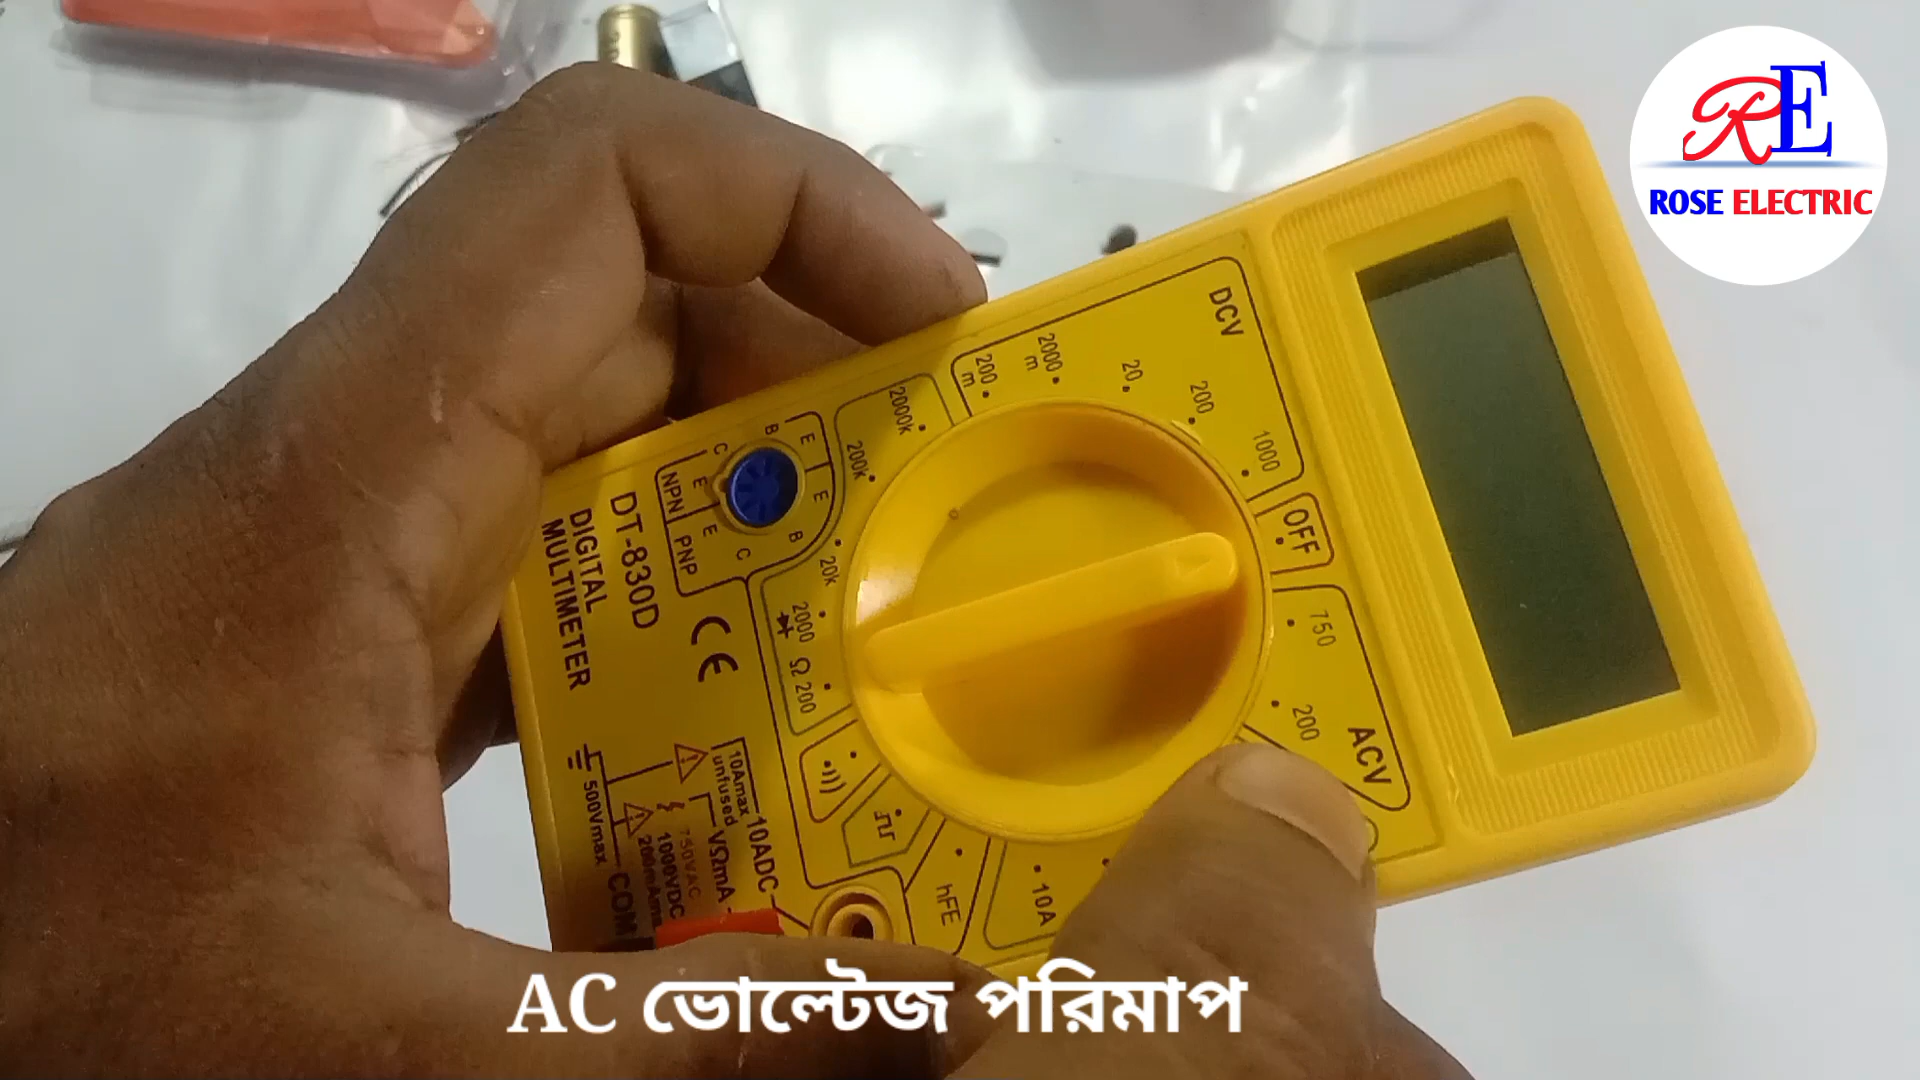 RE
ROSE ELECTRIC
DCV
200
m
2000
m
20
200
1000
OFF
750
200
ACV
2000k
200k
20k
2000
Ω 200
B
E
C
E
E
NPN
PNP
E
B
C
DT-830D
DIGITAL
MULTIMETER
CE
10Amax
unfused
10ADC
VΩmA
750VAC
1000VDC
500Vmax
COM
hFE
10A
AC ভোল্টেজ পরিমাপ